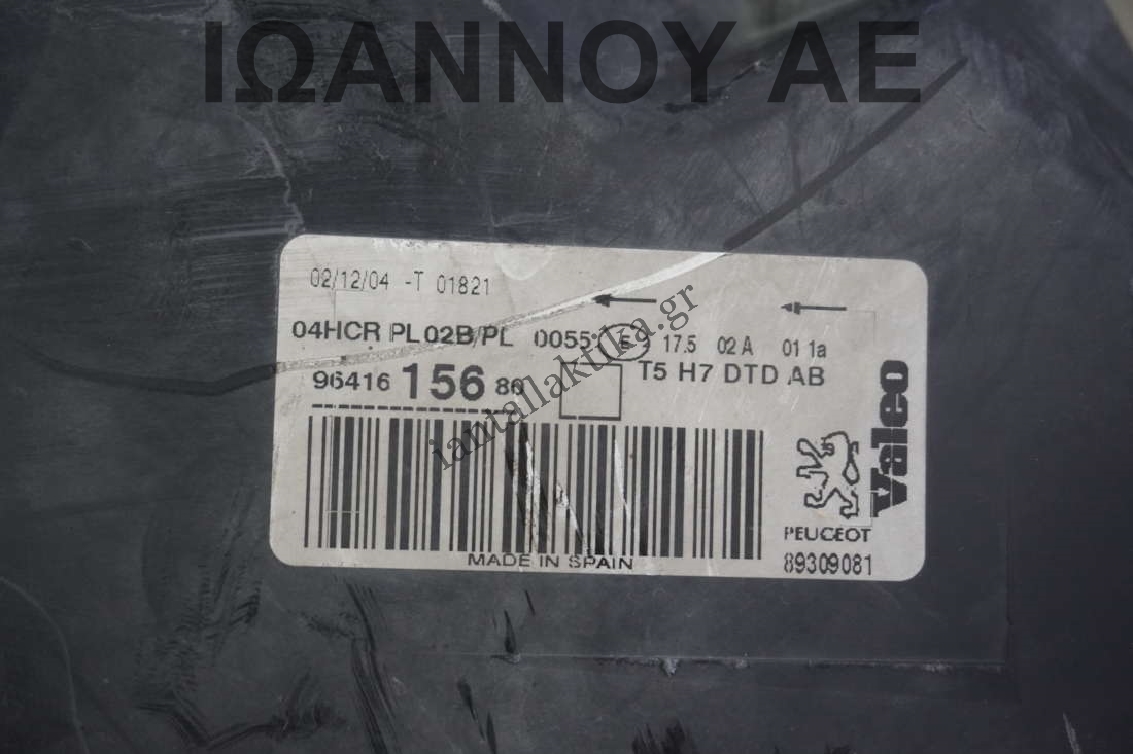 ΙΩΑΝΝΟΥ ΑΕ
02/12/04 -T 01821
04HCR PL02B/PL 0055 E 2 17.5 02 A 01 1a
96416 156 80 T5 H7 DTD AB
iantallaktika.gr
Valeo
PEUGEOT
MADE IN SPAIN 89309081